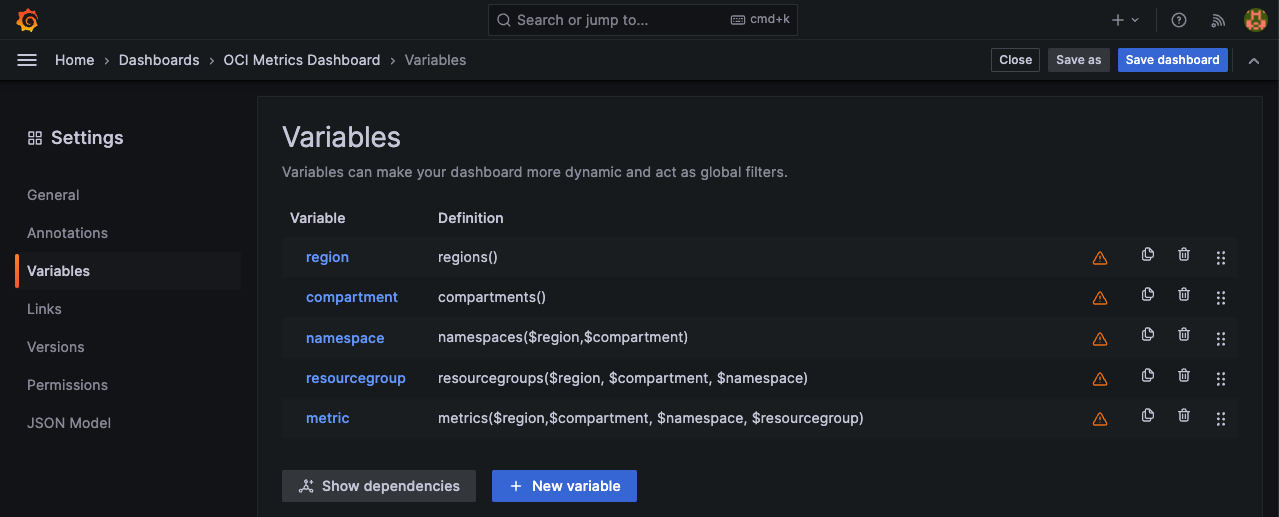 Search or jump to... cmd+k
Home › Dashboards › OCI Metrics Dashboard › Variables Close Save as Save dashboard
Settings
General
Annotations
Variables
Links
Versions
Permissions
JSON Model
Variables
Variables can make your dashboard more dynamic and act as global filters.
Variable Definition
region regions()
compartment compartments()
namespace namespaces($region,$compartment)
resourcegroup resourcegroups($region, $compartment, $namespace)
metric metrics($region,$compartment, $namespace, $resourcegroup)
Show dependencies + New variable